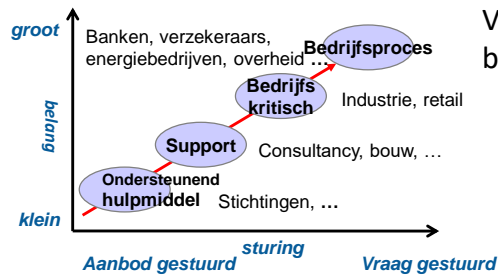 groot
Banken, verzekeraars,
energiebedrijven, overheid ...
Bedrijfsproces
V
b
Bedrijfs
kritisch
Industrie, retail
belang
Support
Consultancy, bouw, ...
Ondersteunend
hulpmiddel
Stichtingen, ...
klein
sturing
Aanbod gestuurd
Vraag gestuurd